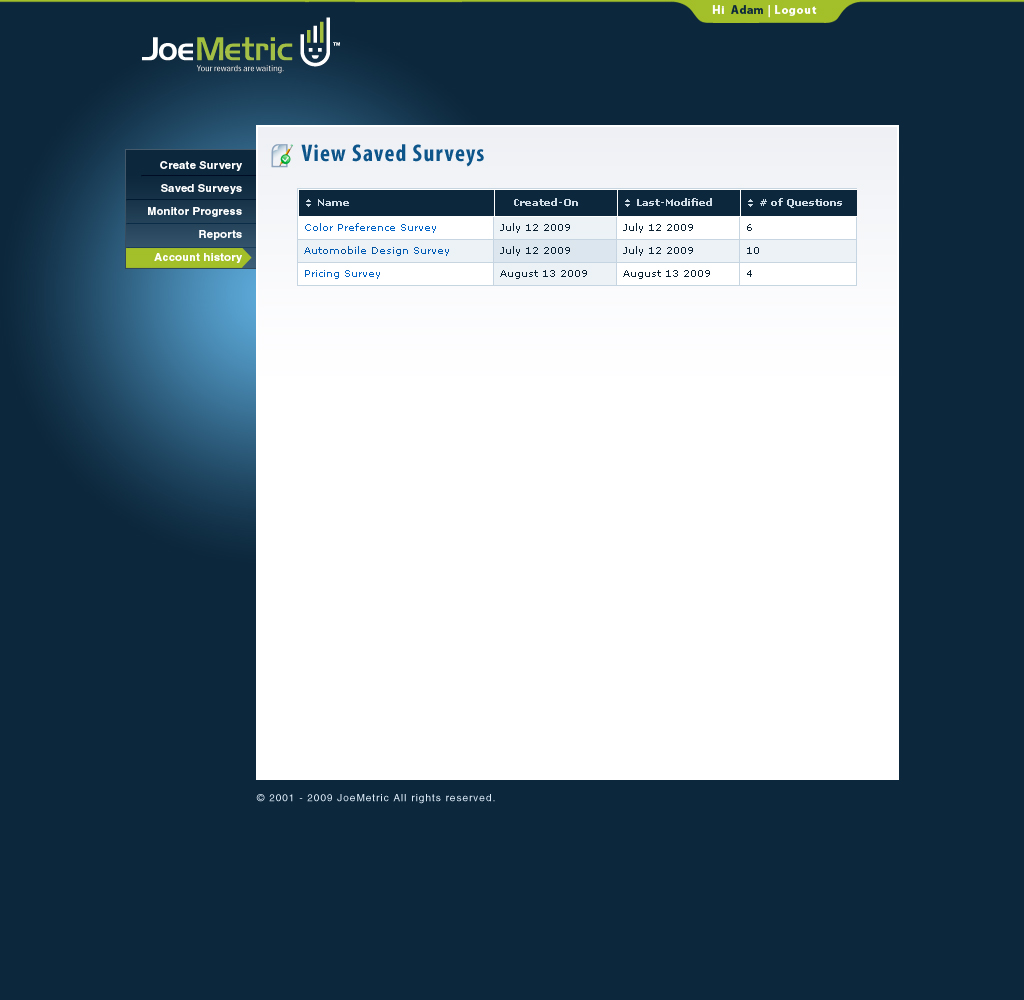 Hi Adam | Logout
JoeMetric™
Your rewards are waiting.
View Saved Surveys
Create Survery
Saved Surveys
Monitor Progress
Reports
Account history
Name Created-On Last-Modified # of Questions
Color Preference Survey July 12 2009 July 12 2009 6
Automobile Design Survey July 12 2009 July 12 2009 10
Pricing Survey August 13 2009 August 13 2009 4
© 2001 - 2009 JoeMetric All rights reserved.